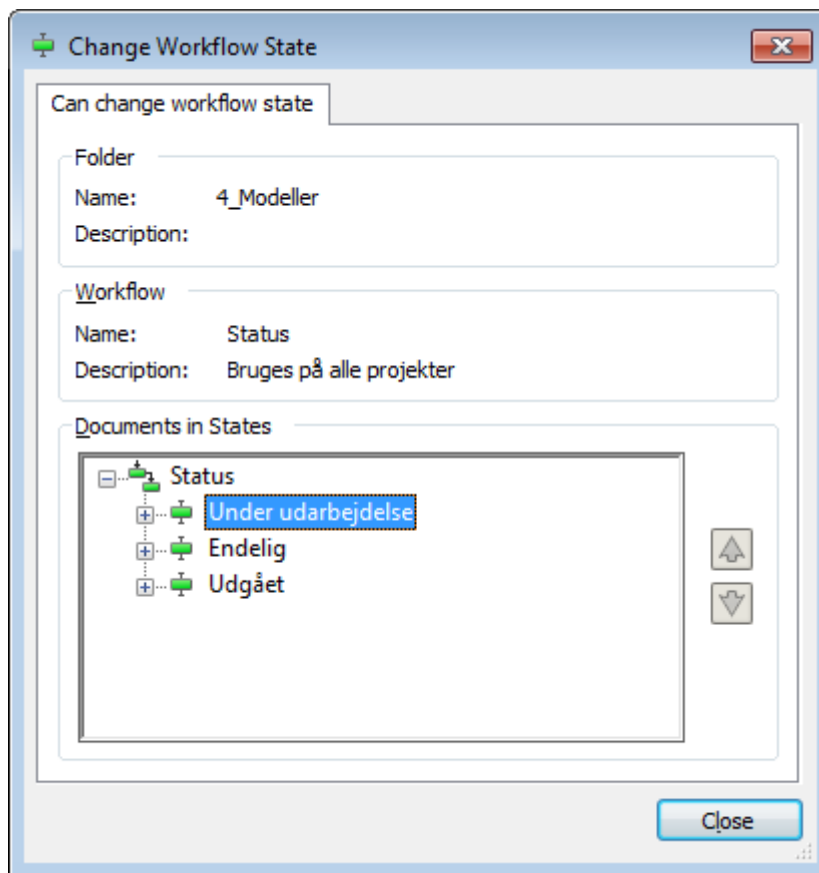 Change Workflow State
Can change workflow state
Folder
Name: 4_Modeller
Description:
Workflow
Name: Status
Description: Bruges på alle projekter
Documents in States
Status
Under udarbejdelse
Endelig
Udgået
Close